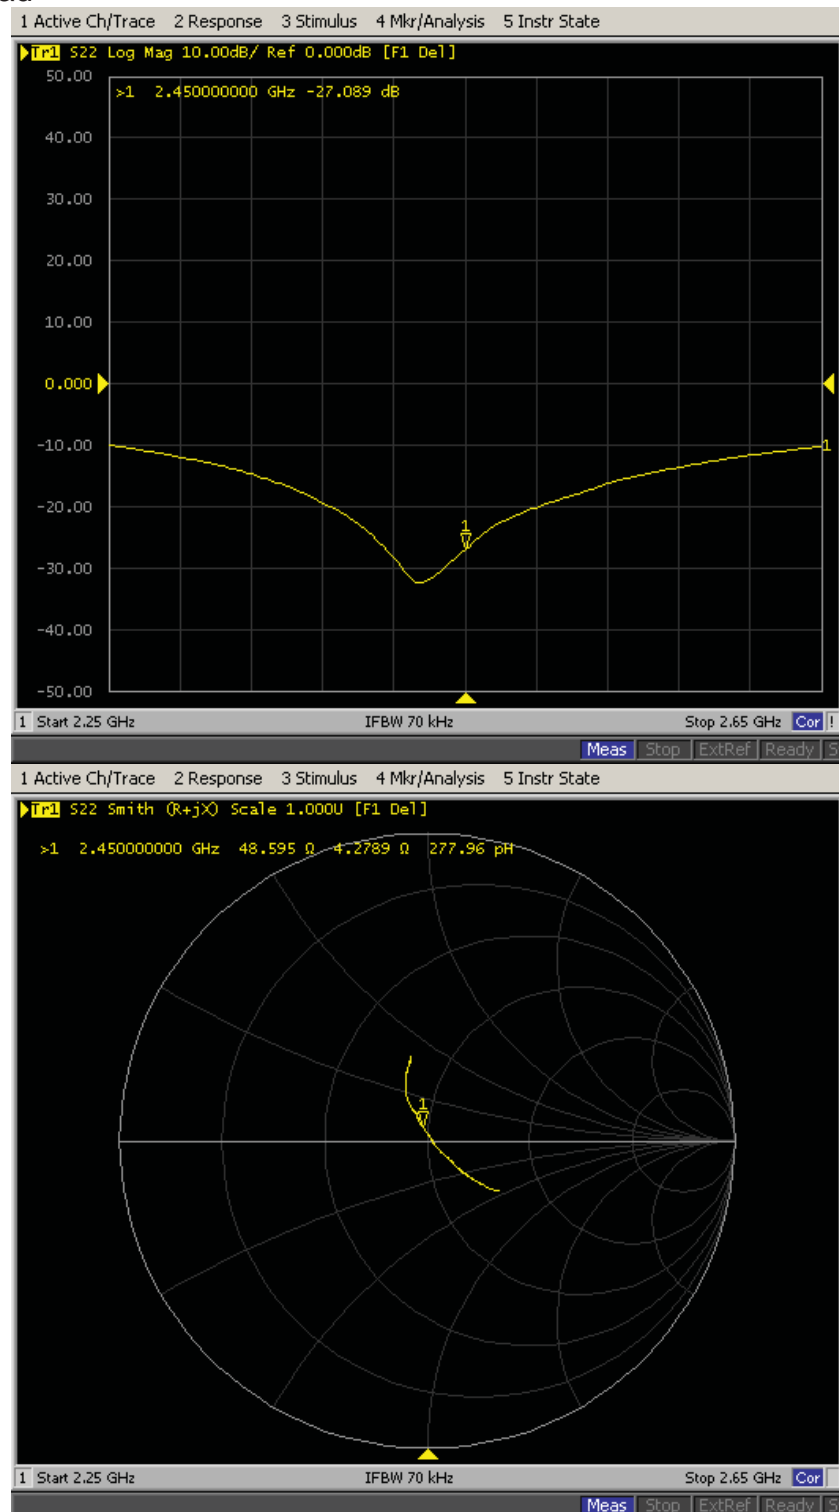 1 Active Ch/Trace 2 Response 3 Stimulus 4 Mkr/Analysis 5 Instr State
Tr1 S22 Log Mag 10.00dB/ Ref 0.000dB [F1 Del]
50.00
>1 2.450000000 GHz -27.089 dB
40.00
30.00
20.00
10.00
0.000
-10.00
1
-20.00
1
-30.00
-40.00
-50.00
1 Start 2.25 GHz IFBW 70 kHz Stop 2.65 GHz Cor !
Meas Stop ExtRef Ready S
1 Active Ch/Trace 2 Response 3 Stimulus 4 Mkr/Analysis 5 Instr State
Tr1 S22 Smith (R+jX) Scale 1.000U [F1 Del]
>1 2.450000000 GHz 48.595 Ω 4.2789 Ω 277.96 pH
1
1 Start 2.25 GHz IFBW 70 kHz Stop 2.65 GHz Cor
Meas Stop ExtRef Ready S